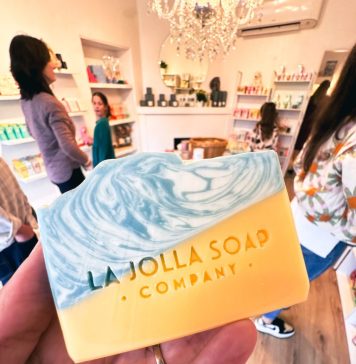 LA JOLLA SOAP
• COMPANY •